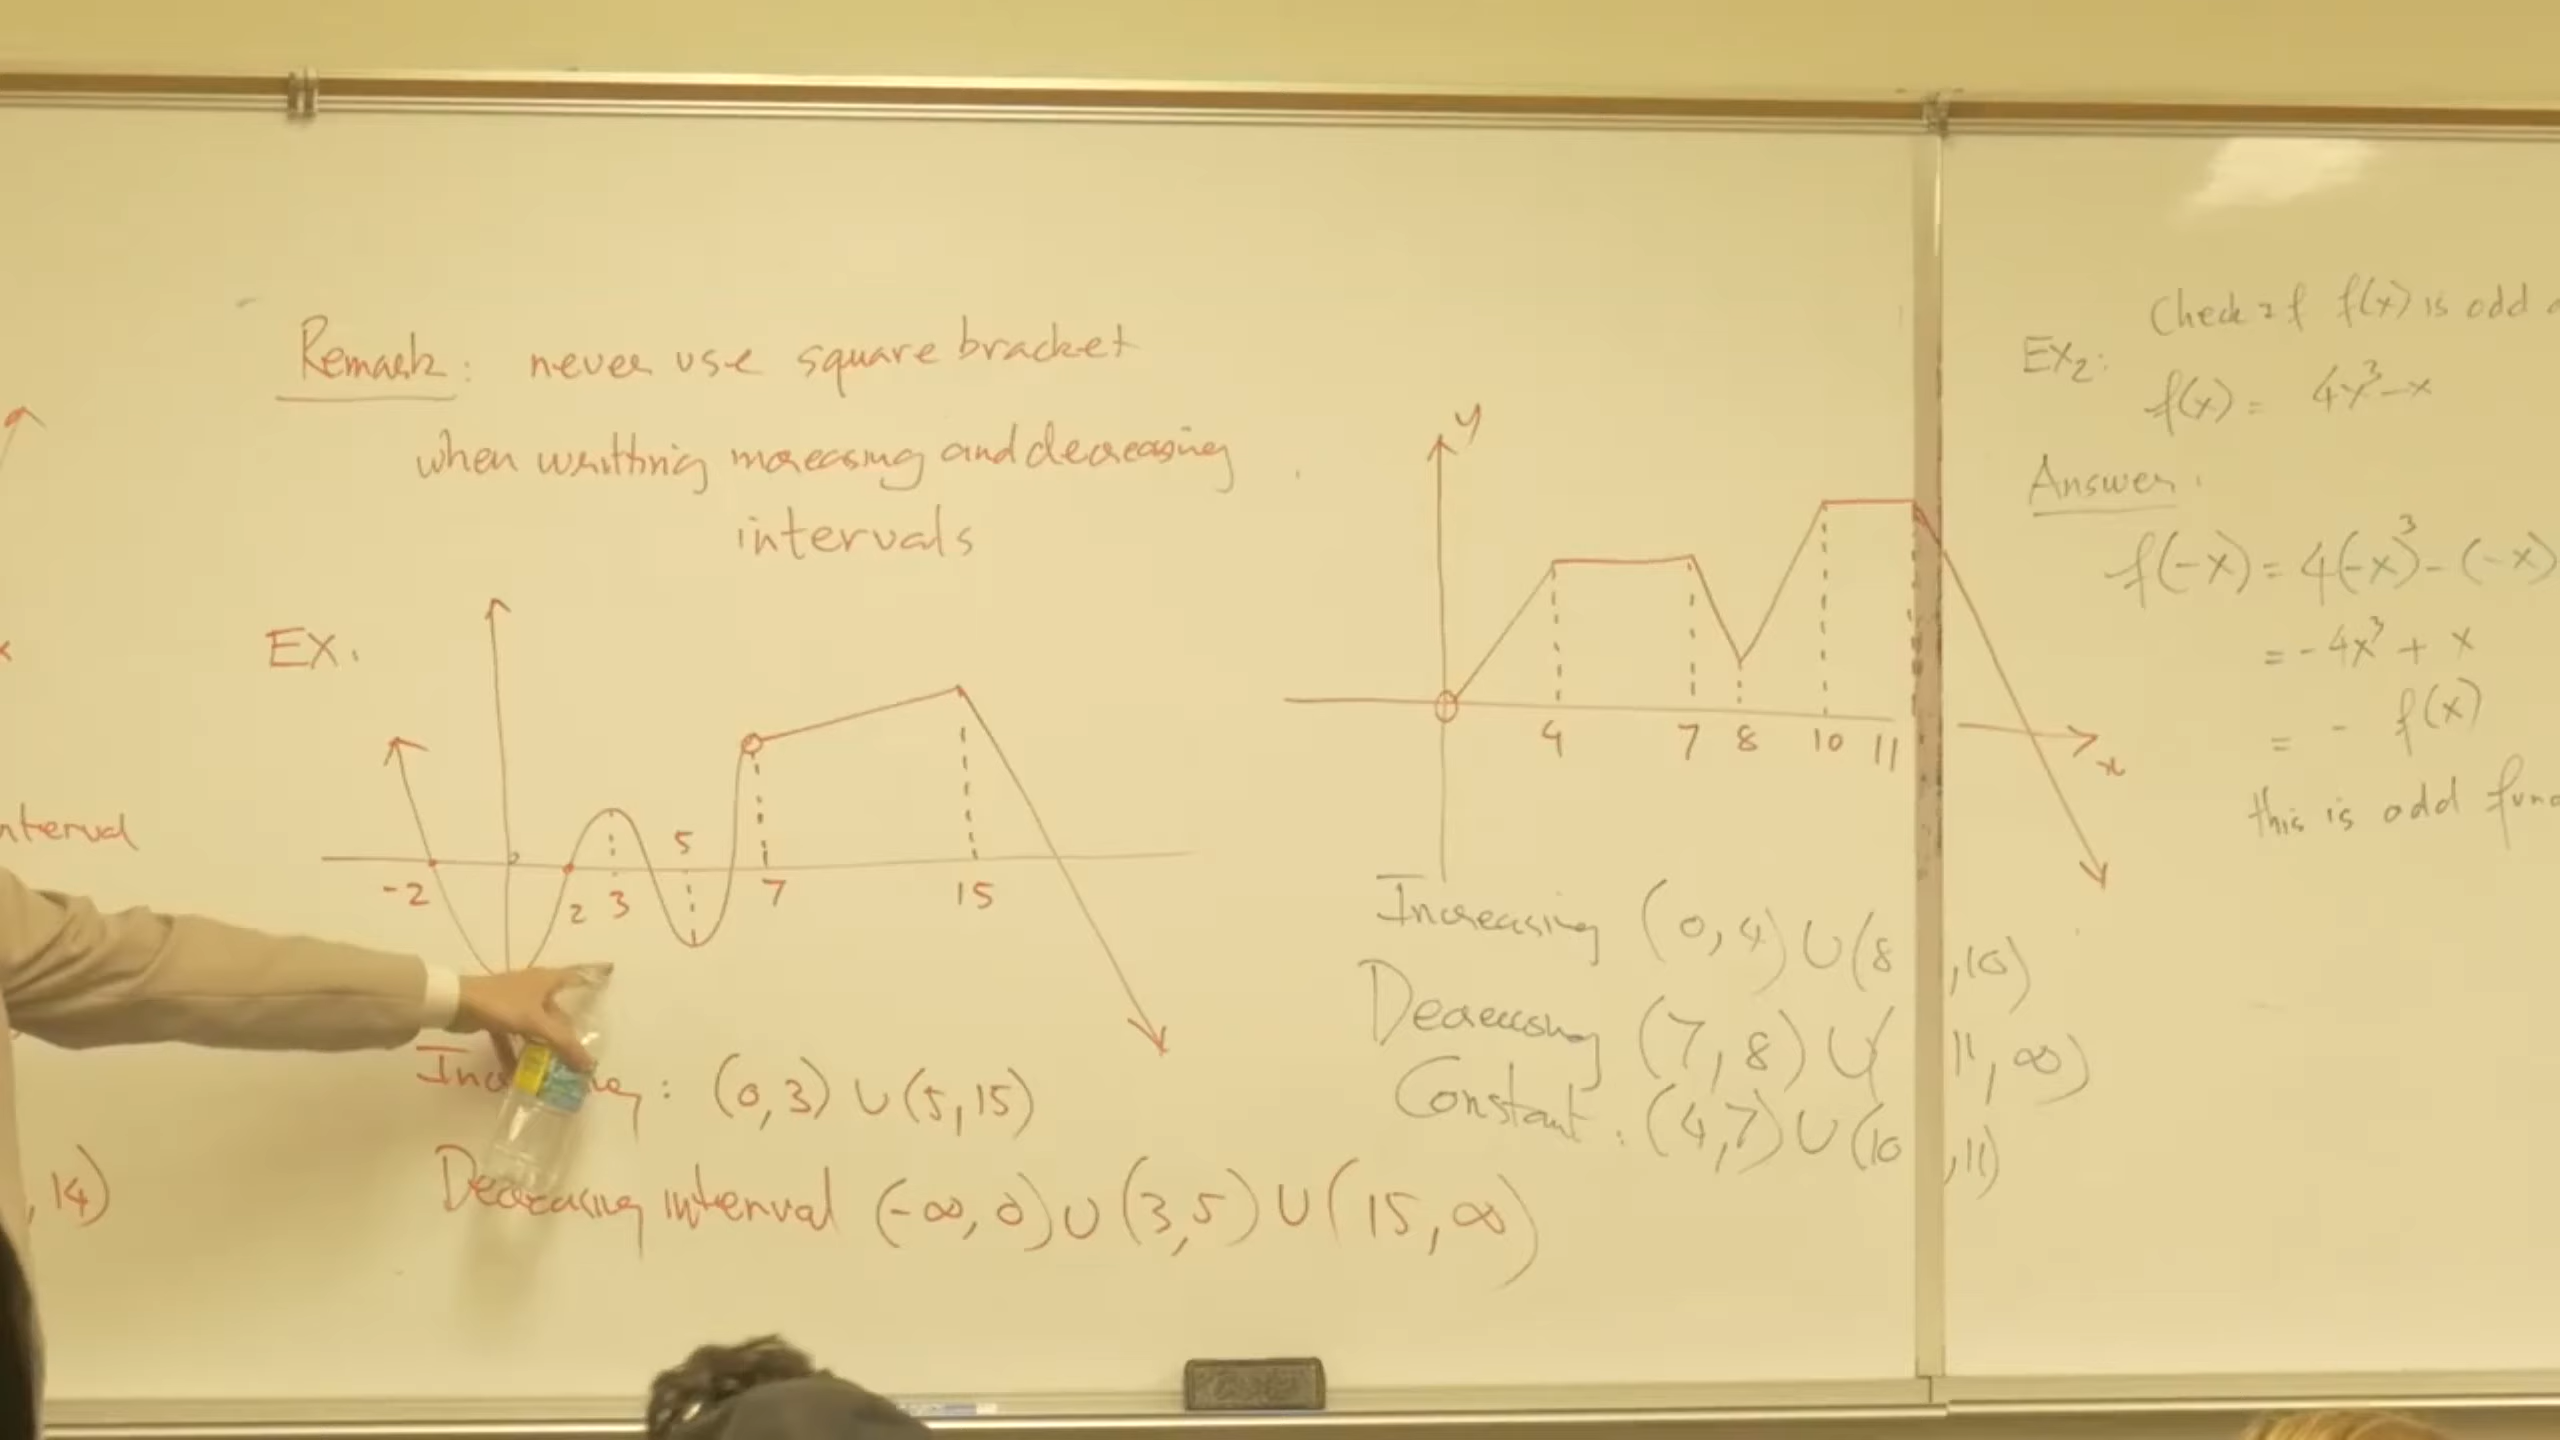 Remark: never use square bracket
when writting increasing and decreasing
intervals
EX.
-2
2
3
5
7
15
Increasing: (0,3) ∪ (5,15)
Decreasing interval (-∞, 0) ∪ (3,5) ∪ (15, ∞)
, 14)
y
4
7
8
10
11
x
Increasing (0,4) ∪ (8,10)
Decreasing (7,8) ∪ (11, ∞)
Constant: (4,7) ∪ (10,11)
Check if f(x) is odd
EX2:
f(x) = 4x³-x
Answer:
f(-x) = 4(-x)³-(-x)
= -4x³ + x
= - f(x)
this is odd